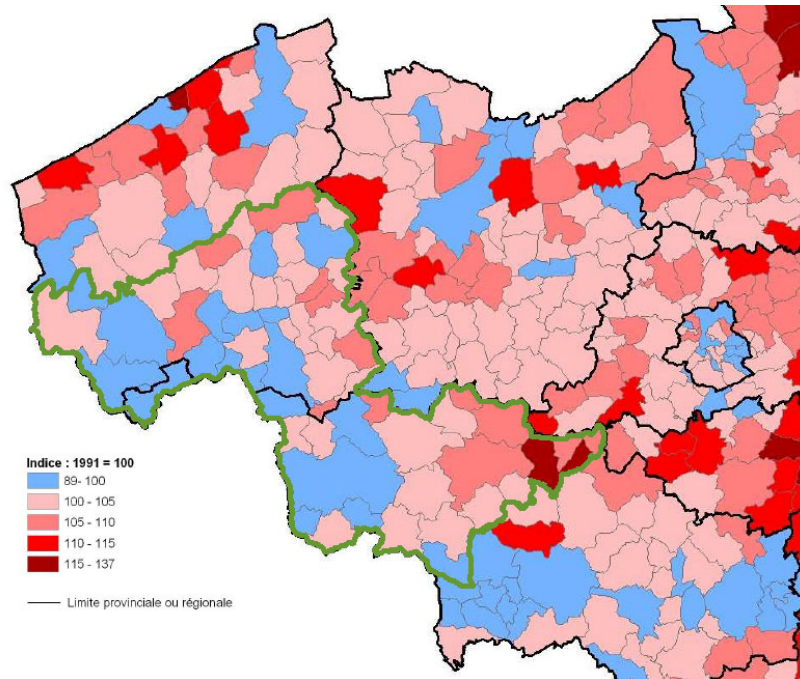 Indice : 1991 = 100
89- 100
100 - 105
105 - 110
110 - 115
115 - 137
Limite provinciale ou régionale